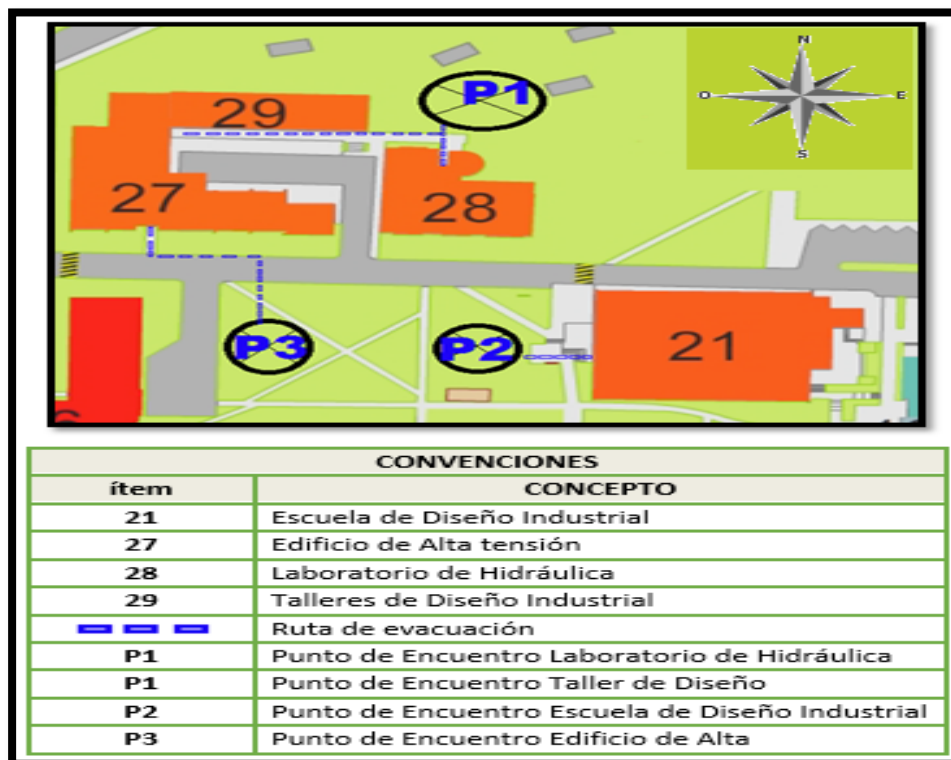 N
P1
29
O E
S
27
28
P3
P2
21
6
CONVENCIONES
ítem CONCEPTO
21 Escuela de Diseño Industrial
27 Edificio de Alta tensión
28 Laboratorio de Hidráulica
29 Talleres de Diseño Industrial
Ruta de evacuación
P1 Punto de Encuentro Laboratorio de Hidráulica
P1 Punto de Encuentro Taller de Diseño
P2 Punto de Encuentro Escuela de Diseño Industrial
P3 Punto de Encuentro Edificio de Alta